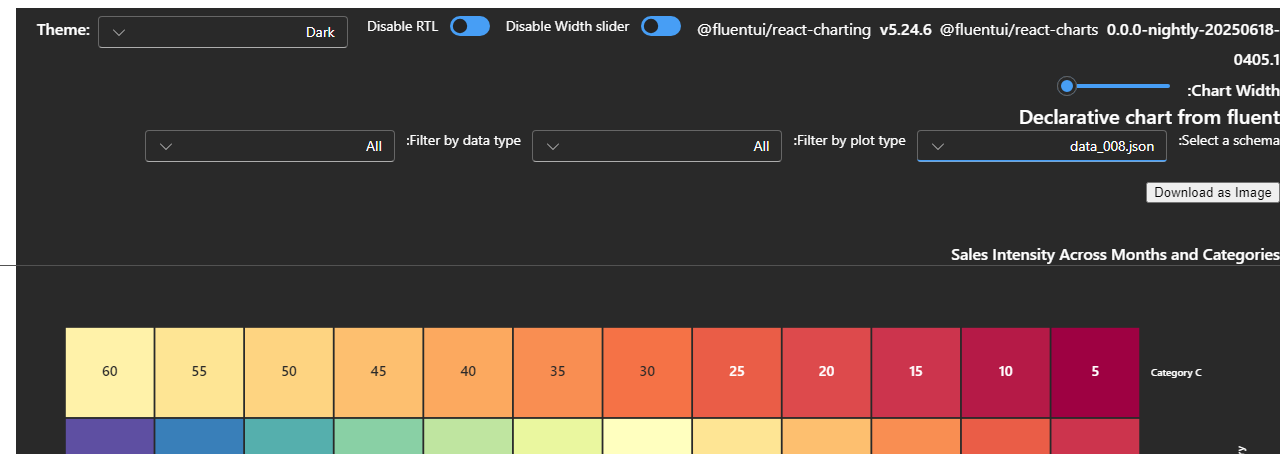 Theme: Dark Disable RTL Disable Width slider @fluentui/react-charting v5.24.6 @fluentui/react-charts 0.0.0-nightly-20250618-
0405.1
:Chart Width
Declarative chart from fluent
:Select a schema data_008.json :Filter by plot type All :Filter by data type All
Download as Image
Sales Intensity Across Months and Categories
60 55 50 45 40 35 30 25 20 15 10 5 Category C